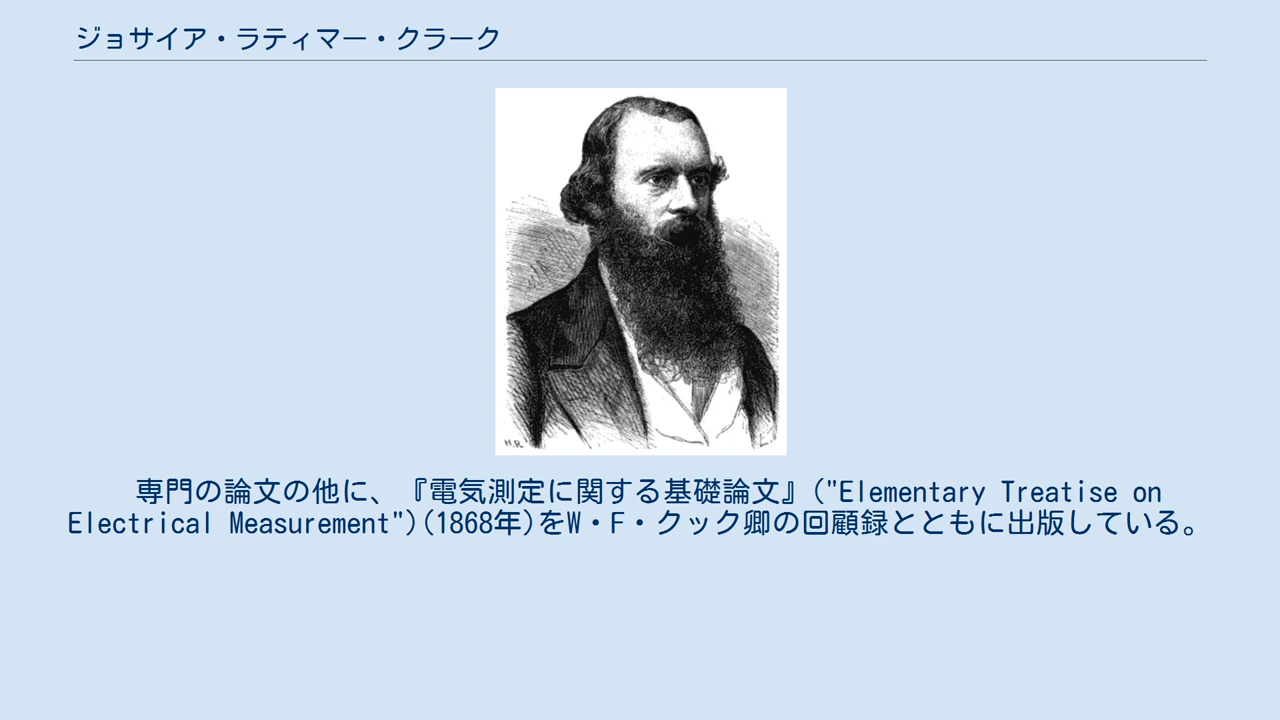 ジョサイア・ラティマー・クラーク
H.R.
専門の論文の他に、『電気測定に関する基礎論文』("Elementary Treatise on
Electrical Measurement")(1868年)をW・F・クック卿の回顧録とともに出版している。